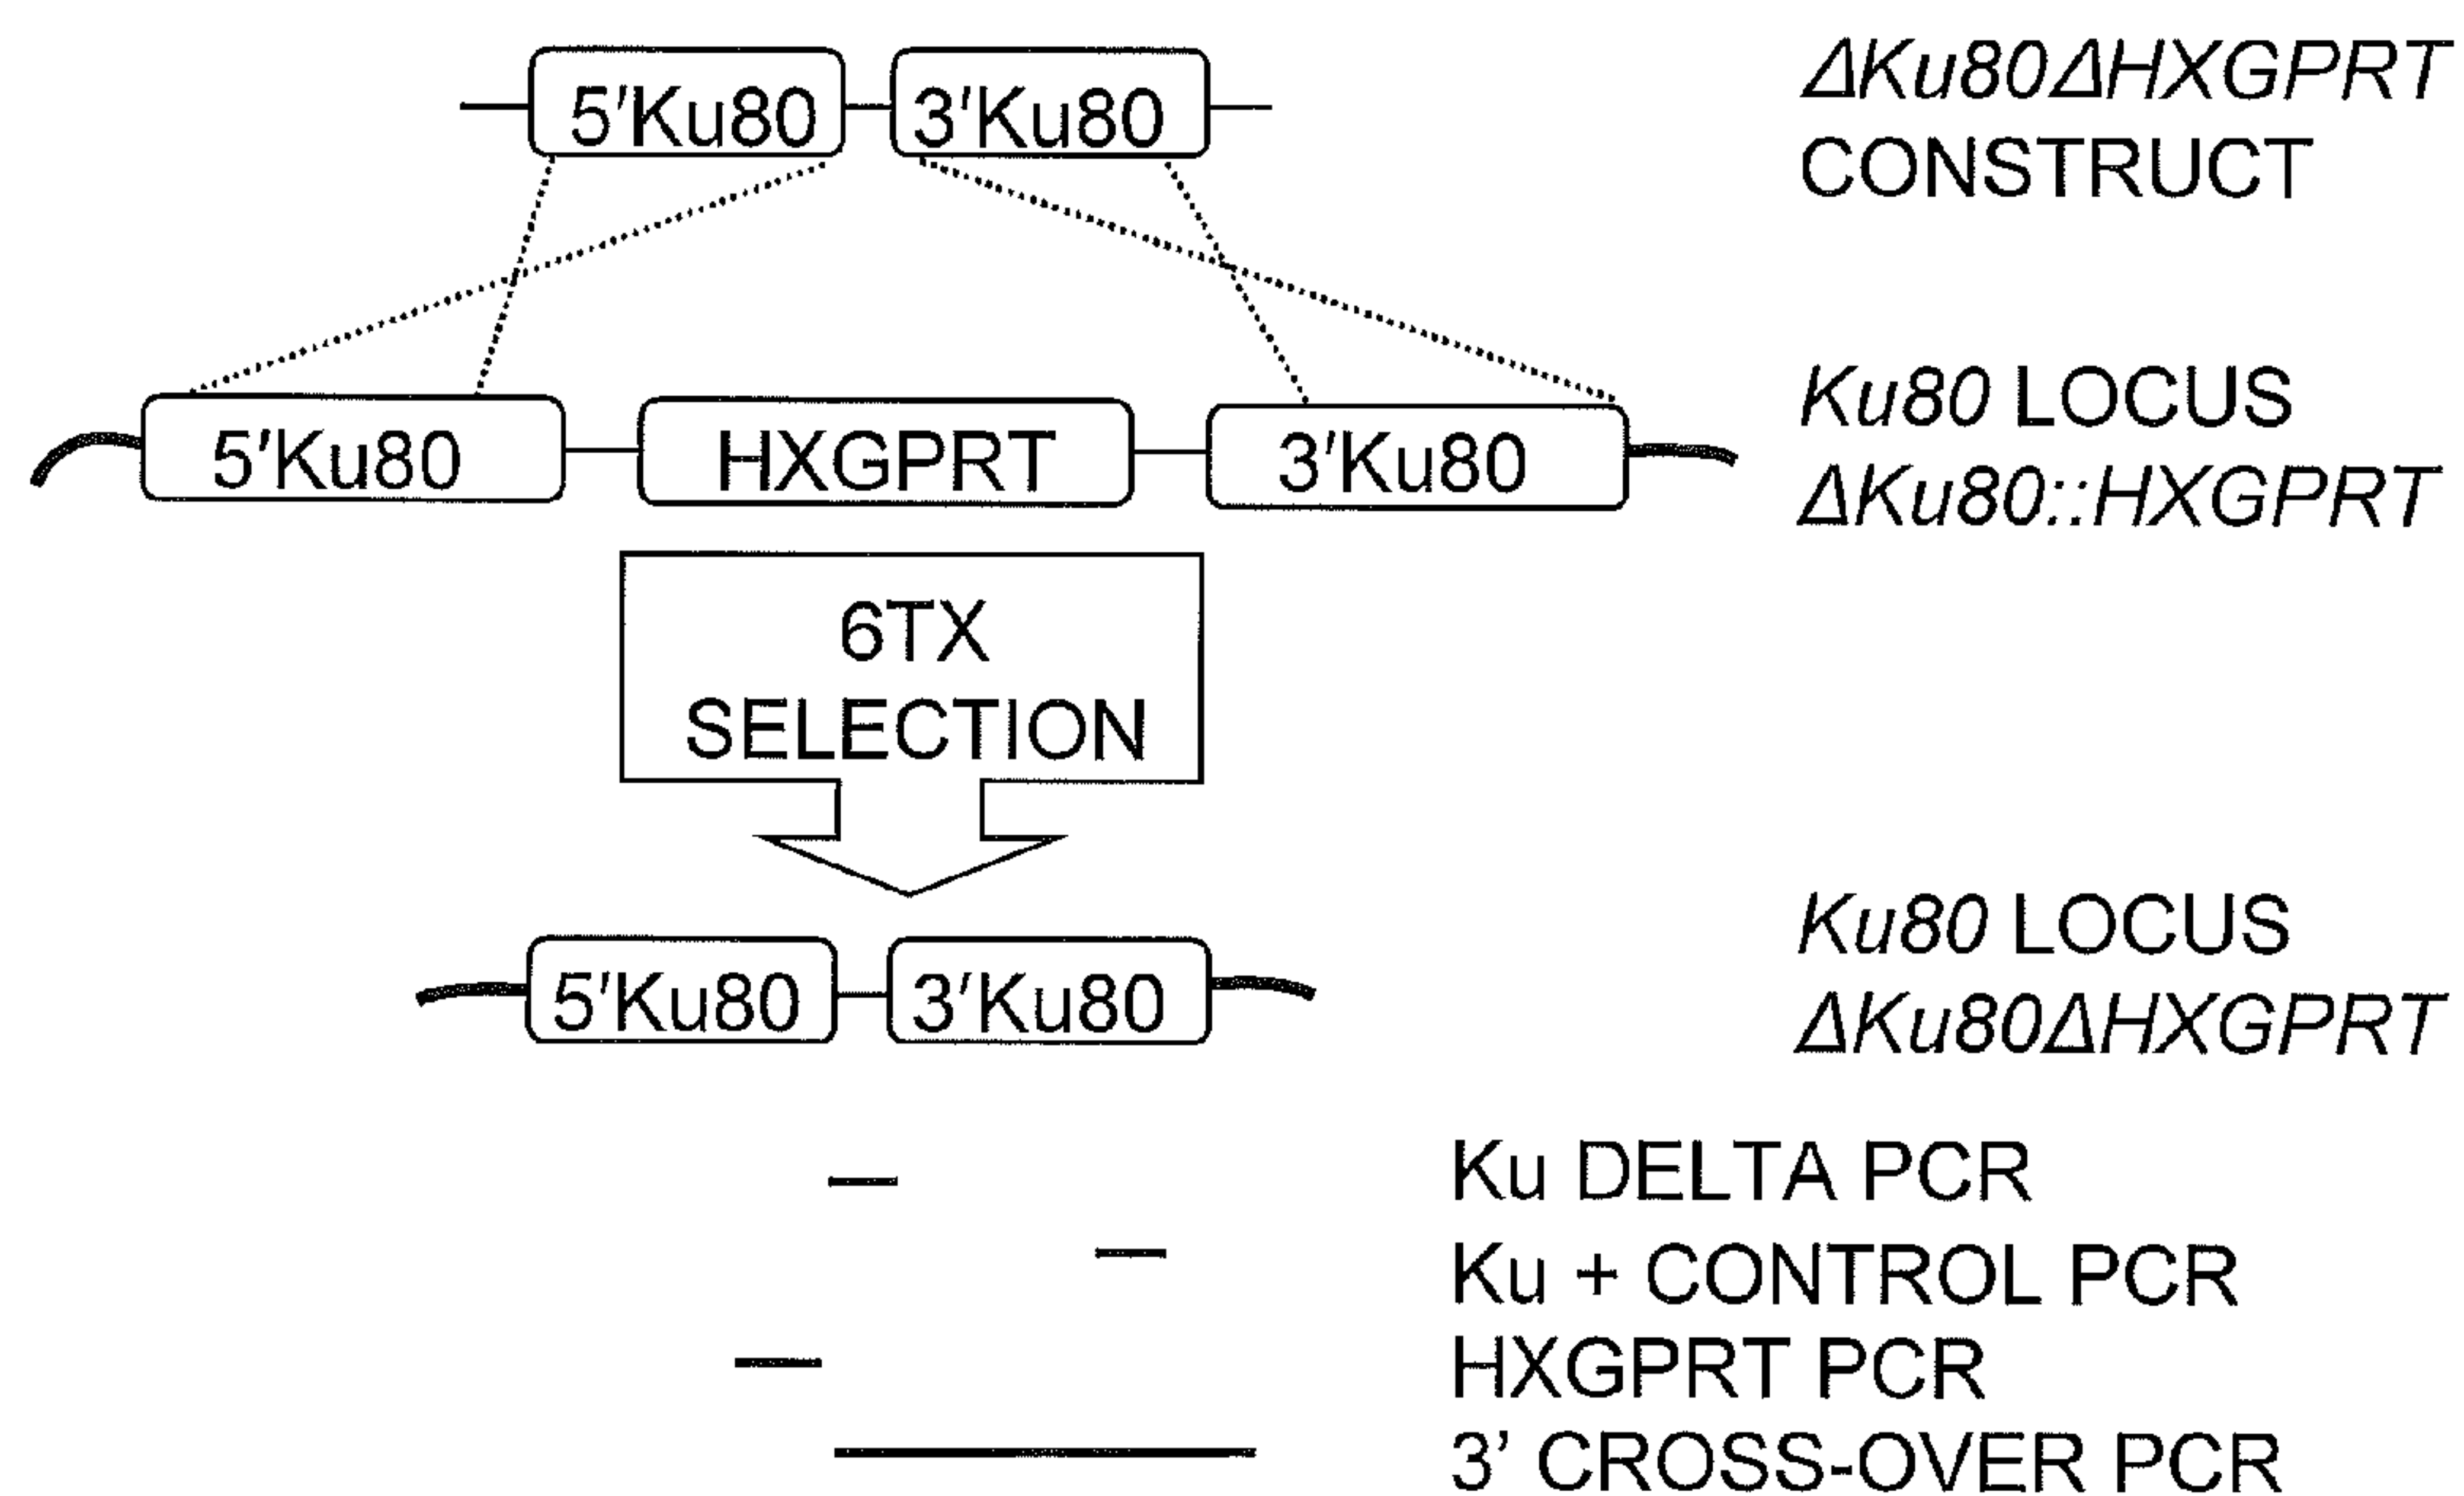 5'Ku80 3'Ku80 ΔKu80ΔHXGPRT
CONSTRUCT
Ku80 LOCUS
5'Ku80 HXGPRT 3'Ku80 ΔKu80::HXGPRT
6TX
SELECTION
Ku80 LOCUS
5'Ku80 3'Ku80 ΔKu80ΔHXGPRT
Ku DELTA PCR
Ku + CONTROL PCR
HXGPRT PCR
3' CROSS-OVER PCR